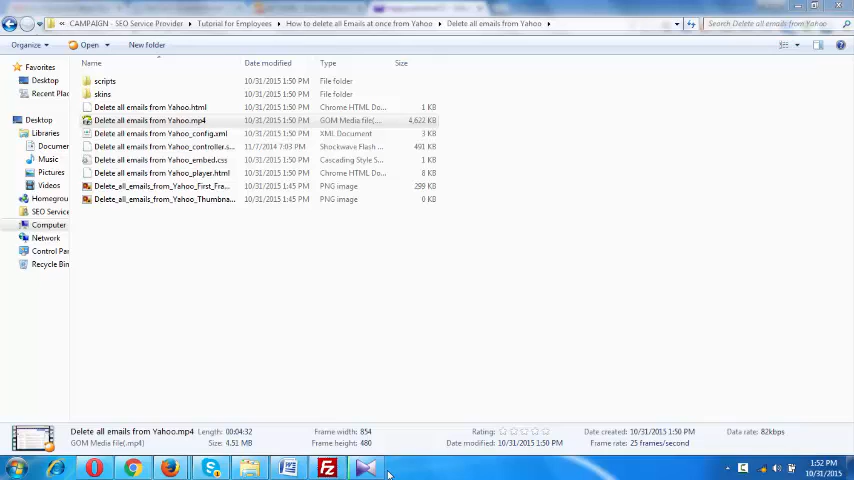 CAMPAIGN - SEO Service Provider Tutorial for Employees How to delete all Emails at once from Yahoo Delete all emails from Yahoo Search Delete all emails from Yahoo
Organize Open New folder
Name Date modified Type Size
Favorites
Desktop
Recent Plac
Desktop
Libraries
Documen
Music
Pictures
Videos
Homegrou
SEO Service
Computer
Network
Control Par
Recycle Bin
scripts 10/31/2015 1:50 PM File folder
skins 10/31/2015 1:50 PM File folder
Delete all emails from Yahoo.html 10/31/2015 1:50 PM Chrome HTML Do... 1 KB
Delete all emails from Yahoo.mp4 10/31/2015 1:50 PM GOM Media file(.... 4,622 KB
Delete all emails from Yahoo_config.xml 10/31/2015 1:50 PM XML Document 3 KB
Delete all emails from Yahoo_controller.s... 11/7/2014 7:03 PM Shockwave Flash ... 491 KB
Delete all emails from Yahoo_embed.css 10/31/2015 1:50 PM Cascading Style S... 1 KB
Delete all emails from Yahoo_player.html 10/31/2015 1:50 PM Chrome HTML Do... 8 KB
Delete_all_emails_from_Yahoo_First_Fra... 10/31/2015 1:45 PM PNG image 299 KB
Delete_all_emails_from_Yahoo_Thumbna... 10/31/2015 1:45 PM PNG image 0 KB
Delete all emails from Yahoo.mp4 Length: 00:04:32 Frame width: 854 Rating: Date created: 10/31/2015 1:50 PM Data rate: 82kbps
GOM Media file(.mp4) Size: 4.51 MB Frame height: 480 Date modified: 10/31/2015 1:50 PM Frame rate: 25 frames/second
1:52 PM
10/31/2015